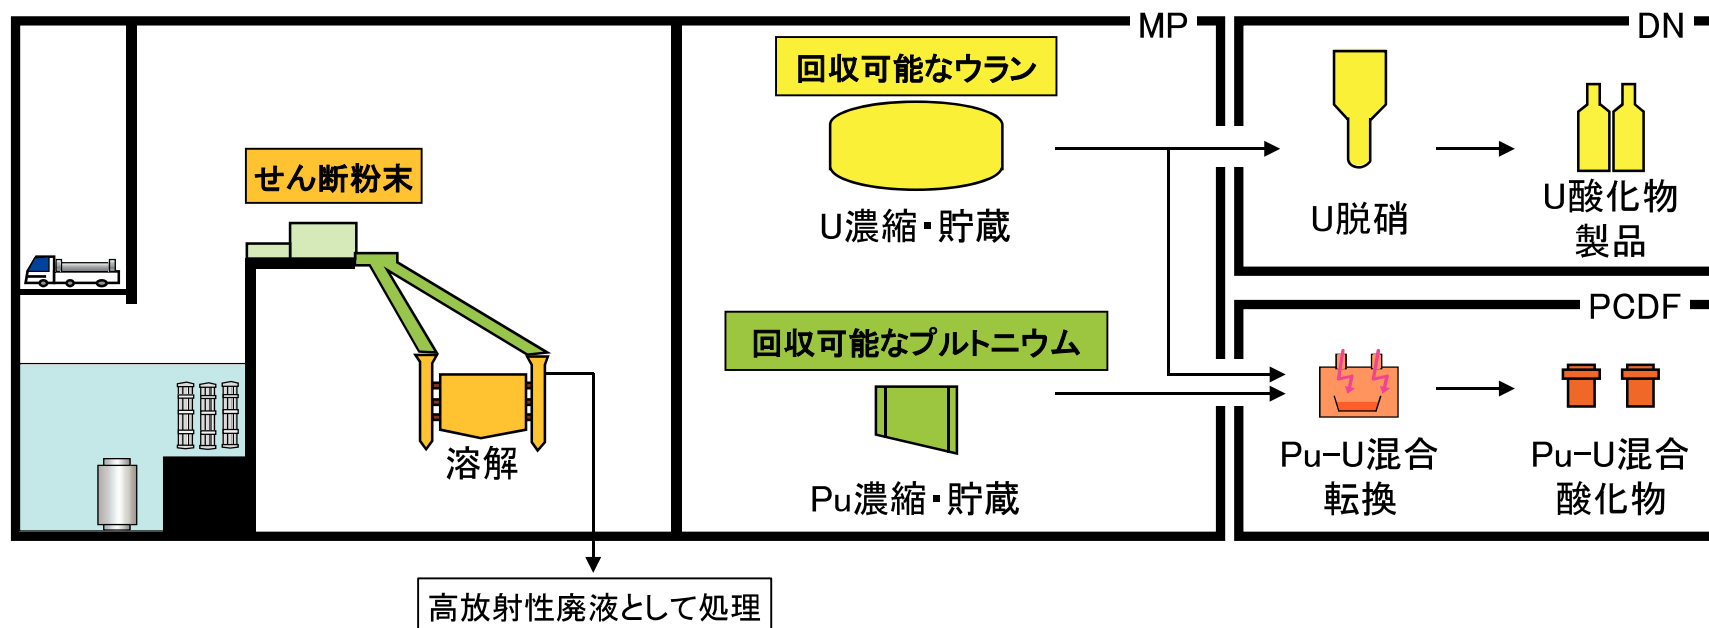 MP
DN
回収可能なウラン
せん断粉末
U濃縮・貯蔵
U脱硝
U酸化物
製品
PCDF
回収可能なプルトニウム
溶解
Pu濃縮・貯蔵
Pu-U混合
転換
Pu-U混合
酸化物
高放射性廃液として処理